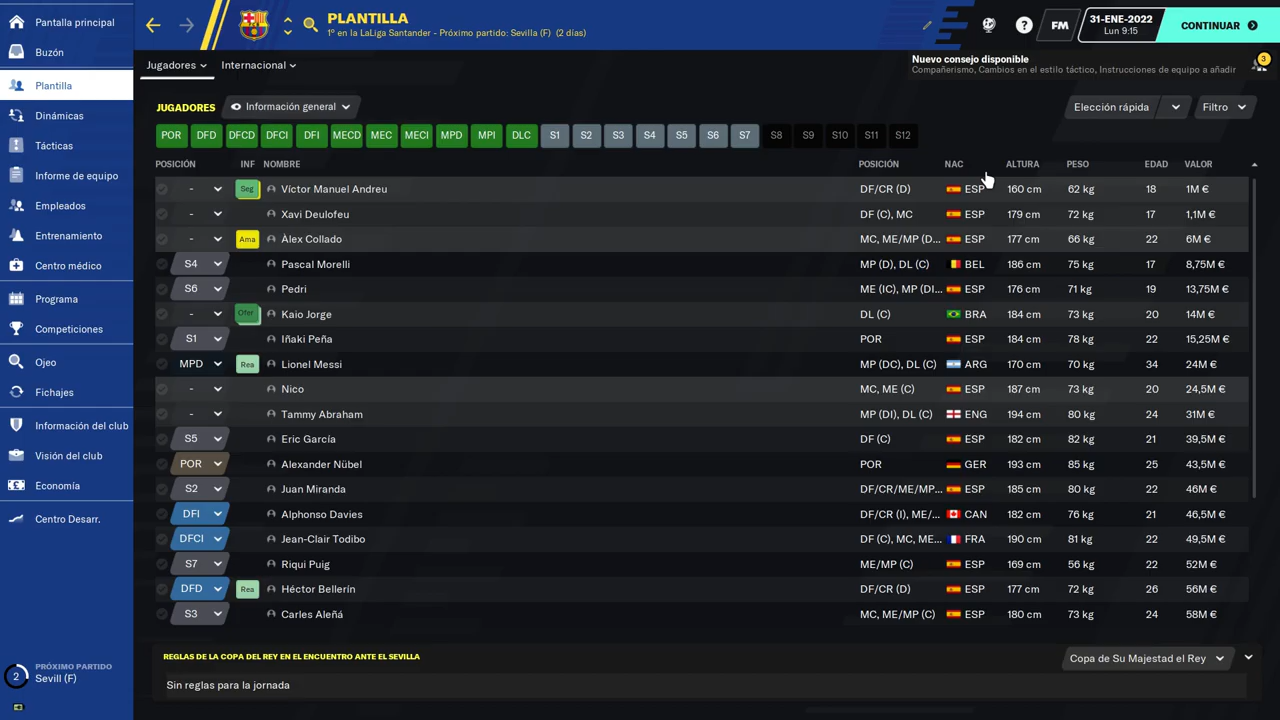 Pantalla principal
Buzón
Plantilla
Dinámicas
Tácticas
Informe de equipo
Empleados
Entrenamiento
Centro médico
Programa
Competiciones
Ojeo
Fichajes
Información del club
Visión del club
Economía
Centro Desarr.
2
PRÓXIMO PARTIDO
Sevill (F)
PLANTILLA
1º en la LaLiga Santander - Próximo partido: Sevilla (F) (2 días)
FM
31-ENE-2022
Lun 9:15
CONTINUAR
Jugadores
Internacional
Nuevo consejo disponible
Compañerismo, Cambios en el estilo táctico, Instrucciones de equipo a añadir
3
JUGADORES
Información general
Elección rápida
Filtro
POR DFD DFCD DFCI DFI MECD MEC MECI MPD MPI DLC S1 S2 S3 S4 S5 S6 S7 S8 S9 S10 S11 S12
POSICIÓN INF NOMBRE POSICIÓN NAC ALTURA PESO EDAD VALOR
- Seg Víctor Manuel Andreu DF/CR (D) ESP 160 cm 62 kg 18 1M €
- Xavi Deulofeu DF (C), MC ESP 179 cm 72 kg 17 1,1M €
- Ama Àlex Collado MC, ME/MP (D... ESP 177 cm 66 kg 22 6M €
S4 Pascal Morelli MP (D), DL (C) BEL 186 cm 75 kg 17 8,75M €
S6 Pedri ME (IC), MP (DI... ESP 176 cm 71 kg 19 13,75M €
- Ofer Kaio Jorge DL (C) BRA 184 cm 73 kg 20 14M €
S1 Iñaki Peña POR ESP 184 cm 78 kg 22 15,25M €
MPD Rea Lionel Messi MP (DC), DL (C) ARG 170 cm 70 kg 34 24M €
- Nico MC, ME (C) ESP 187 cm 73 kg 20 24,5M €
- Tammy Abraham MP (DI), DL (C) ENG 194 cm 80 kg 24 31M €
S5 Eric García DF (C) ESP 182 cm 82 kg 21 39,5M €
POR Alexander Nübel POR GER 193 cm 85 kg 25 43,5M €
S2 Juan Miranda DF/CR/ME/MP... ESP 185 cm 80 kg 22 46M €
DFI Alphonso Davies DF/CR (I), ME/... CAN 182 cm 76 kg 21 46,5M €
DFCI Jean-Clair Todibo DF (C), MC, ME... FRA 190 cm 81 kg 22 49,5M €
S7 Riqui Puig ME/MP (C) ESP 169 cm 56 kg 22 52M €
DFD Rea Héctor Bellerín DF/CR (D) ESP 177 cm 72 kg 26 56M €
S3 Carles Aleñá MC, ME/MP (C) ESP 180 cm 73 kg 24 58M €
REGLAS DE LA COPA DEL REY EN EL ENCUENTRO ANTE EL SEVILLA
Copa de Su Majestad el Rey
Sin reglas para la jornada